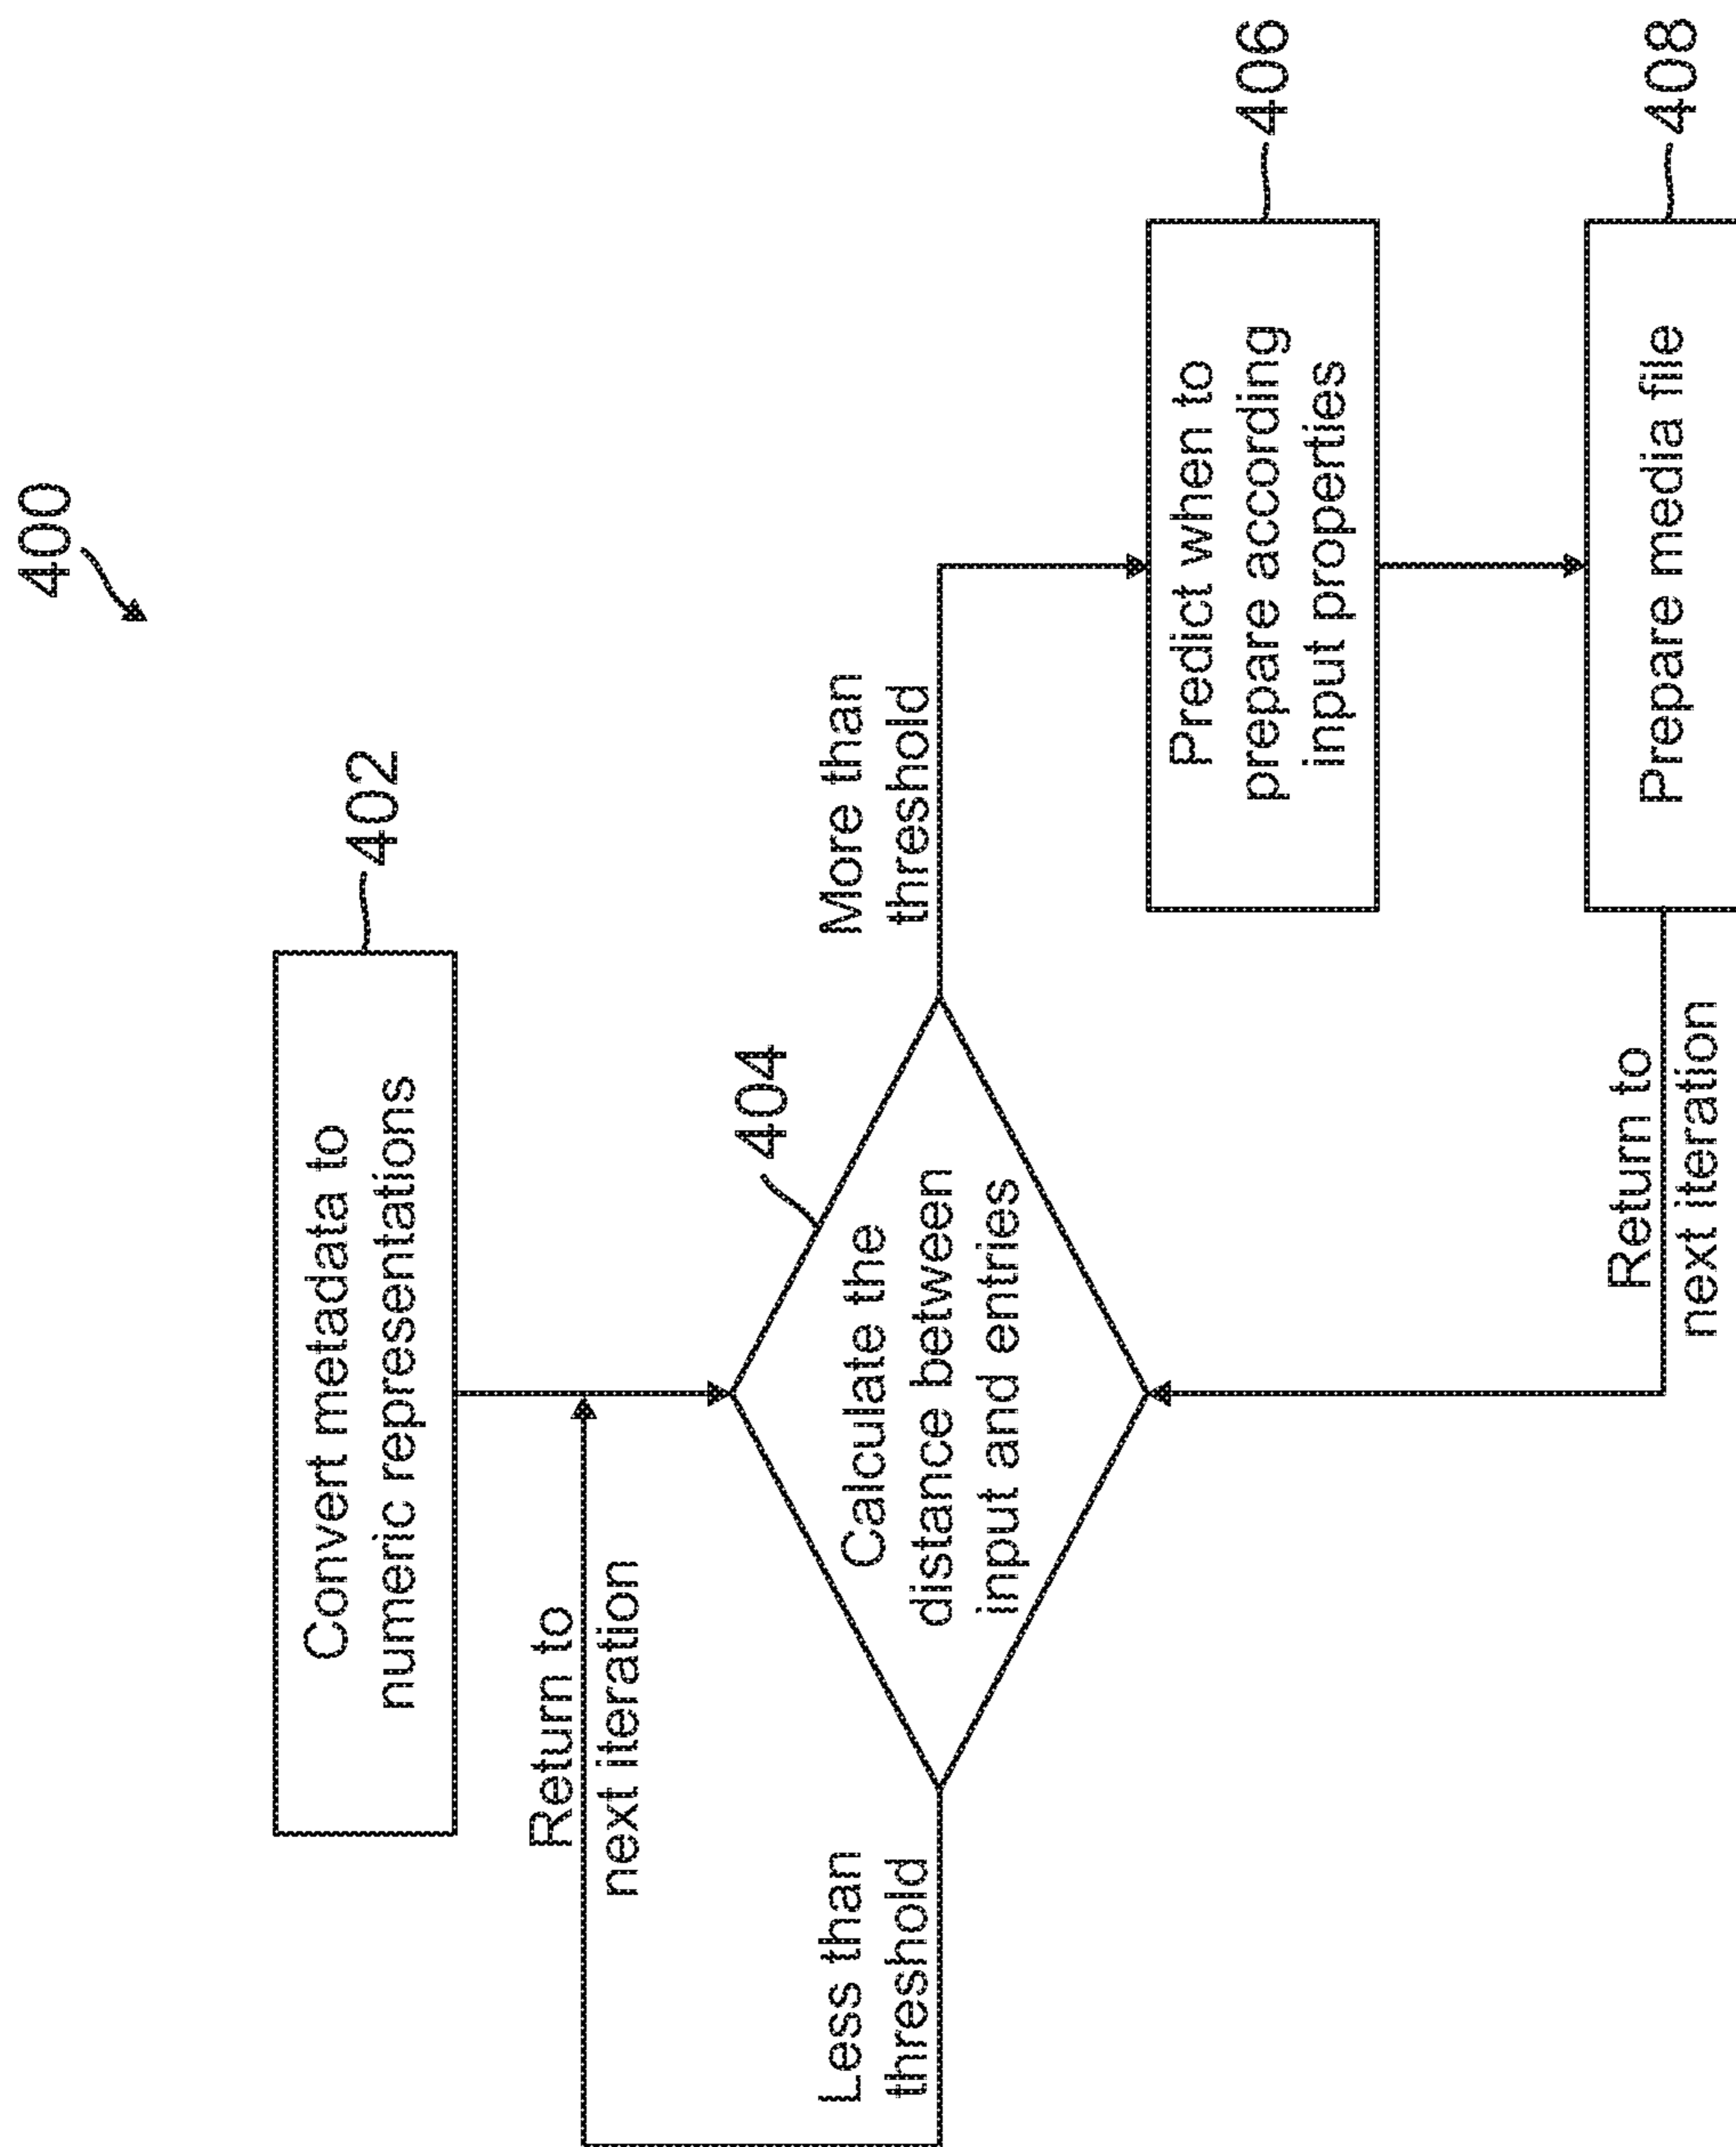 400
Convert metadata to
numeric representations
402
Return to
next iteration
404
Less than
threshold
Calculate the
distance between
input and entries
More than
threshold
Predict when to
prepare according
input properties
406
Return to
next iteration
Prepare media file
408